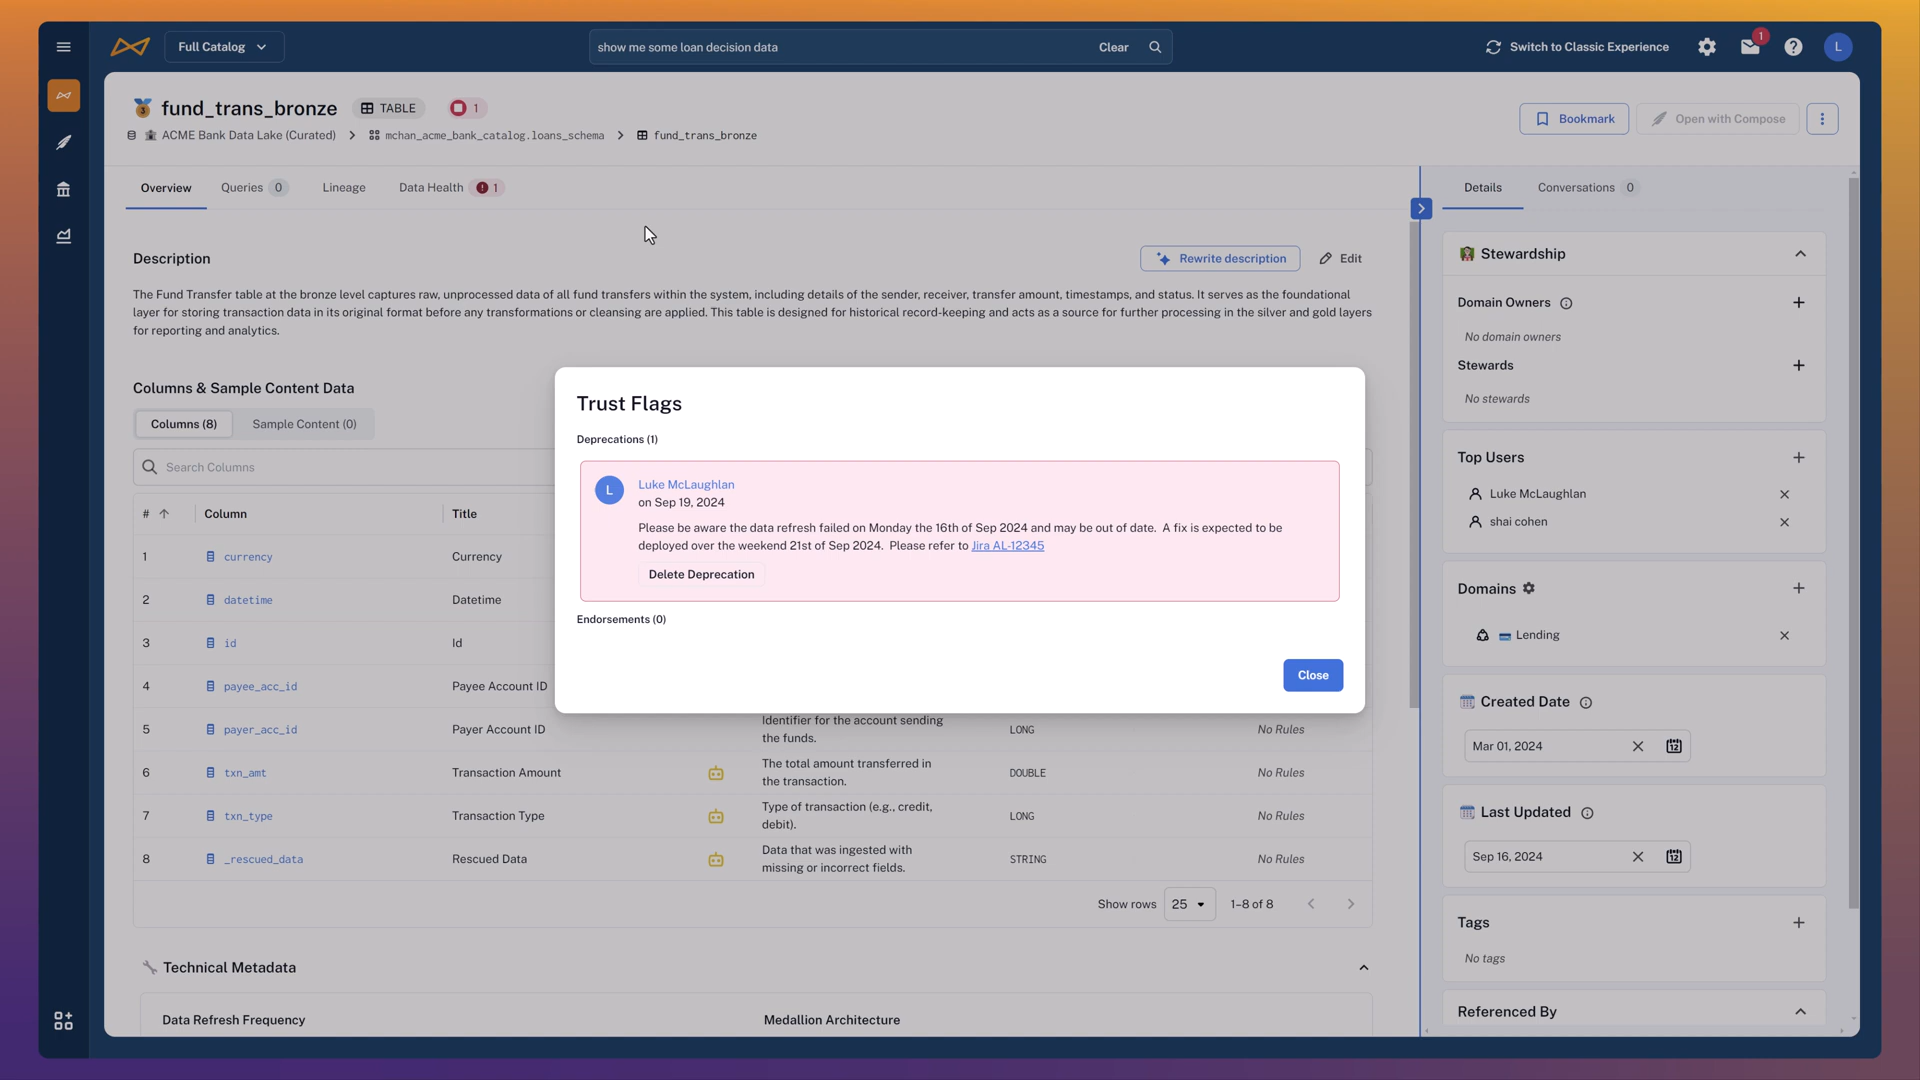 Full Catalog
show me some loan decision data
Clear
Switch to Classic Experience
1
L
3
fund_trans_bronze
TABLE
1
ACME Bank Data Lake (Curated)
mchan_acme_bank_catalog.loans_schema
fund_trans_bronze
Bookmark
Open with Compose
Overview
Queries 0
Lineage
Data Health 1
Details
Conversations 0
Description
Rewrite description
Edit
The Fund Transfer table at the bronze level captures raw, unprocessed data of all fund transfers within the system, including details of the sender, receiver, transfer amount, timestamps, and status. It serves as the foundational
layer for storing transaction data in its original format before any transformations or cleansing are applied. This table is designed for historical record-keeping and acts as a source for further processing in the silver and gold layers
for reporting and analytics.
Columns & Sample Content Data
Columns (8)
Sample Content (0)
Search Columns
# Column Title
1 currency Currency
2 datetime Datetime
3 id Id
4 payee_acc_id Payee Account ID
5 payer_acc_id Payer Account ID
Identifier for the account sending
the funds.
LONG
No Rules
6 txn_amt Transaction Amount
The total amount transferred in
the transaction.
DOUBLE
No Rules
7 txn_type Transaction Type
Type of transaction (e.g., credit,
debit).
LONG
No Rules
8 _rescued_data Rescued Data
Data that was ingested with
missing or incorrect fields.
STRING
No Rules
Show rows 25 1–8 of 8
Technical Metadata
Data Refresh Frequency
Medallion Architecture
Trust Flags
Deprecations (1)
L
Luke McLaughlan
on Sep 19, 2024
Please be aware the data refresh failed on Monday the 16th of Sep 2024 and may be out of date. A fix is expected to be
deployed over the weekend 21st of Sep 2024. Please refer to Jira AL-12345
Delete Deprecation
Endorsements (0)
Close
Stewardship
Domain Owners
No domain owners
Stewards
No stewards
Top Users
Luke McLaughlan
shai cohen
Domains
Lending
Created Date
Mar 01, 2024
12
Last Updated
Sep 16, 2024
12
Tags
No tags
Referenced By